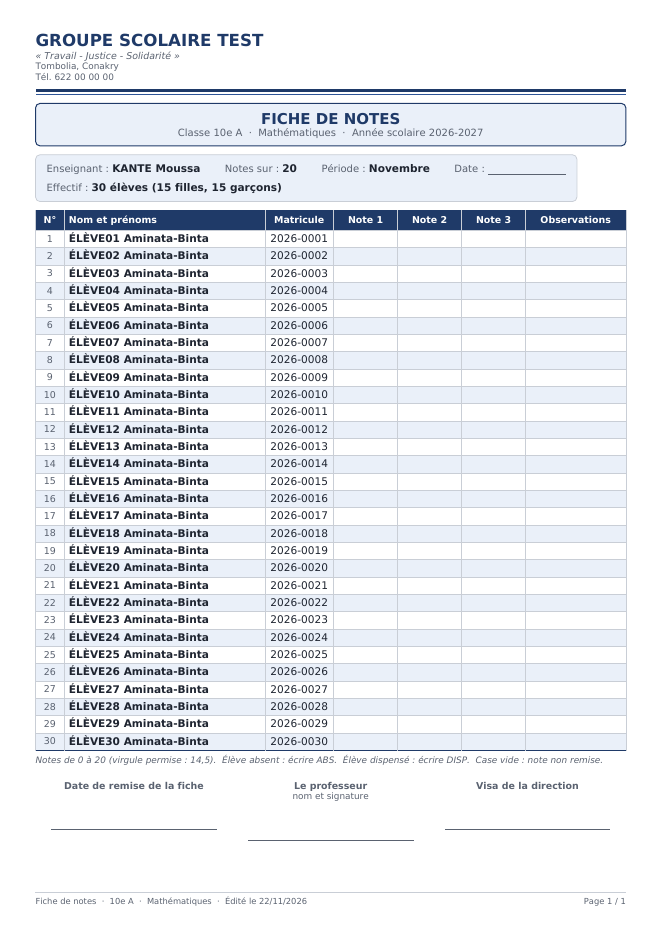 GROUPE SCOLAIRE TEST
« Travail - Justice - Solidarité »
Tombolia, Conakry
Tél. 622 00 00 00
FICHE DE NOTES
Classe 10e A · Mathématiques · Année scolaire 2026-2027
Enseignant : KANTE Moussa Notes sur : 20 Période : Novembre Date : 
Effectif : 30 élèves (15 filles, 15 garçons)
N° Nom et prénoms Matricule Note 1 Note 2 Note 3 Observations
1 ÉLÈVE01 Aminata-Binta 2026-0001
2 ÉLÈVE02 Aminata-Binta 2026-0002
3 ÉLÈVE03 Aminata-Binta 2026-0003
4 ÉLÈVE04 Aminata-Binta 2026-0004
5 ÉLÈVE05 Aminata-Binta 2026-0005
6 ÉLÈVE06 Aminata-Binta 2026-0006
7 ÉLÈVE07 Aminata-Binta 2026-0007
8 ÉLÈVE08 Aminata-Binta 2026-0008
9 ÉLÈVE09 Aminata-Binta 2026-0009
10 ÉLÈVE10 Aminata-Binta 2026-0010
11 ÉLÈVE11 Aminata-Binta 2026-0011
12 ÉLÈVE12 Aminata-Binta 2026-0012
13 ÉLÈVE13 Aminata-Binta 2026-0013
14 ÉLÈVE14 Aminata-Binta 2026-0014
15 ÉLÈVE15 Aminata-Binta 2026-0015
16 ÉLÈVE16 Aminata-Binta 2026-0016
17 ÉLÈVE17 Aminata-Binta 2026-0017
18 ÉLÈVE18 Aminata-Binta 2026-0018
19 ÉLÈVE19 Aminata-Binta 2026-0019
20 ÉLÈVE20 Aminata-Binta 2026-0020
21 ÉLÈVE21 Aminata-Binta 2026-0021
22 ÉLÈVE22 Aminata-Binta 2026-0022
23 ÉLÈVE23 Aminata-Binta 2026-0023
24 ÉLÈVE24 Aminata-Binta 2026-0024
25 ÉLÈVE25 Aminata-Binta 2026-0025
26 ÉLÈVE26 Aminata-Binta 2026-0026
27 ÉLÈVE27 Aminata-Binta 2026-0027
28 ÉLÈVE28 Aminata-Binta 2026-0028
29 ÉLÈVE29 Aminata-Binta 2026-0029
30 ÉLÈVE30 Aminata-Binta 2026-0030
Notes de 0 à 20 (virgule permise : 14,5). Élève absent : écrire ABS. Élève dispensé : écrire DISP. Case vide : note non remise.
Date de remise de la fiche Le professeur Visa de la direction
nom et signature
Fiche de notes · 10e A · Mathématiques · Édité le 22/11/2026 Page 1 / 1